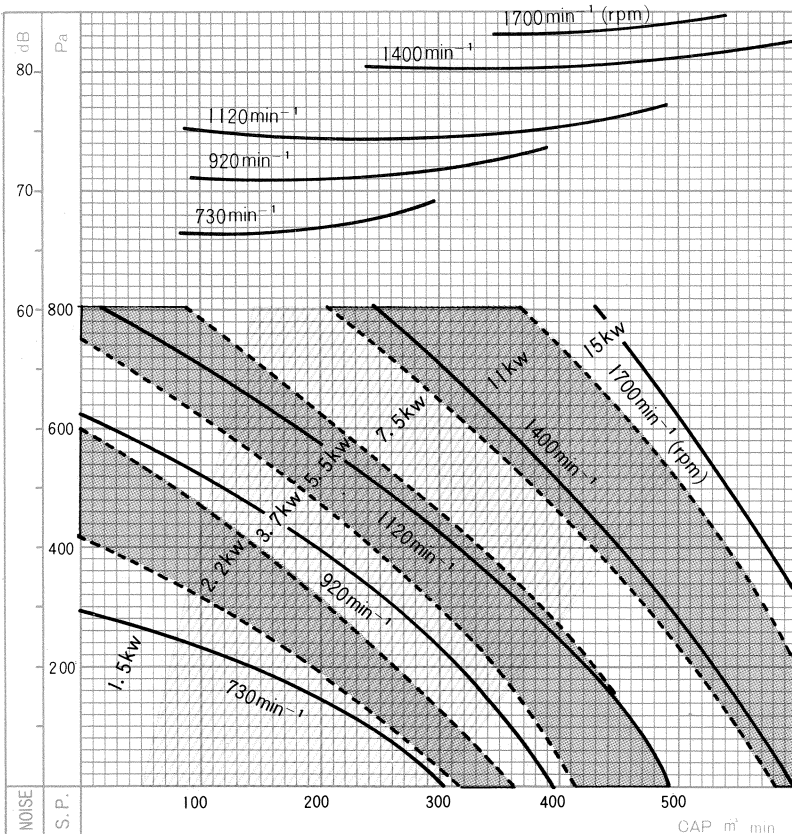 1700min⁻¹ (rpm)
dB
Pa
1400min⁻¹
80
1120min⁻¹
920min⁻¹
70
730min⁻¹
60
800
15kw
11kw
1700min⁻¹ (rpm)
7.5kw
1400min⁻¹
600
5.5kw
3.7kw
1120min⁻¹
400
2.2kw
920min⁻¹
200
1.5kw
730min⁻¹
NOISE
S.P.
100
200
300
400
500
CAP m³ min